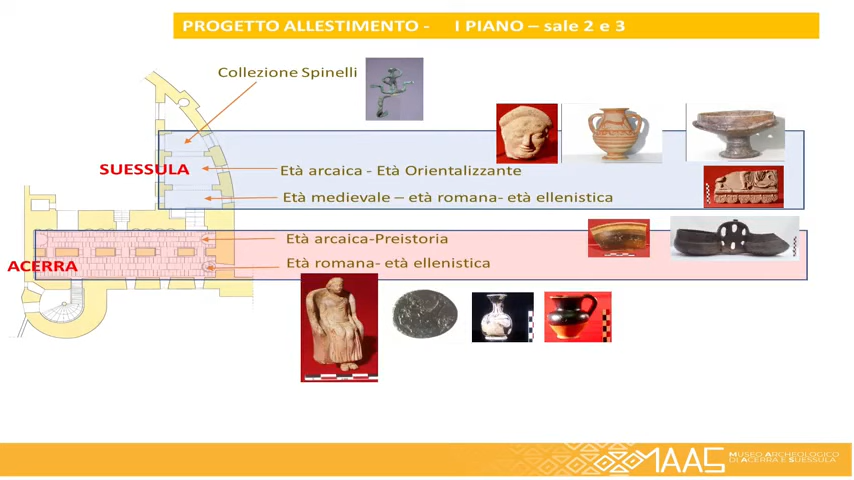 PROGETTO ALLESTIMENTO - I PIANO – sale 2 e 3
Collezione Spinelli
SUESSULA
Età arcaica - Età Orientalizzante
Età medievale – età romana- età ellenistica
Età arcaica-Preistoria
ACERRA
Età romana- età ellenistica
MAAS
MUSEO ARCHEOLOGICO
DI ACERRA E SUESSULA